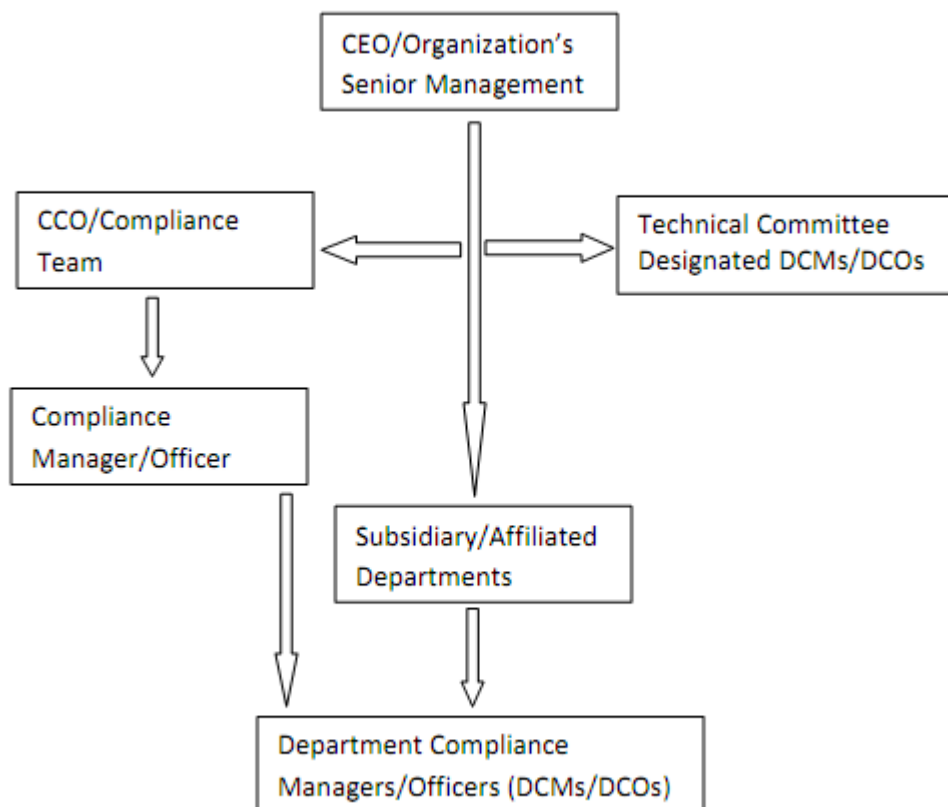 CEO/Organization’s
Senior Management
CCO/Compliance
Team
Technical Committee
Designated DCMs/DCOs
Compliance
Manager/Officer
Subsidiary/Affiliated
Departments
Department Compliance
Managers/Officers (DCMs/DCOs)